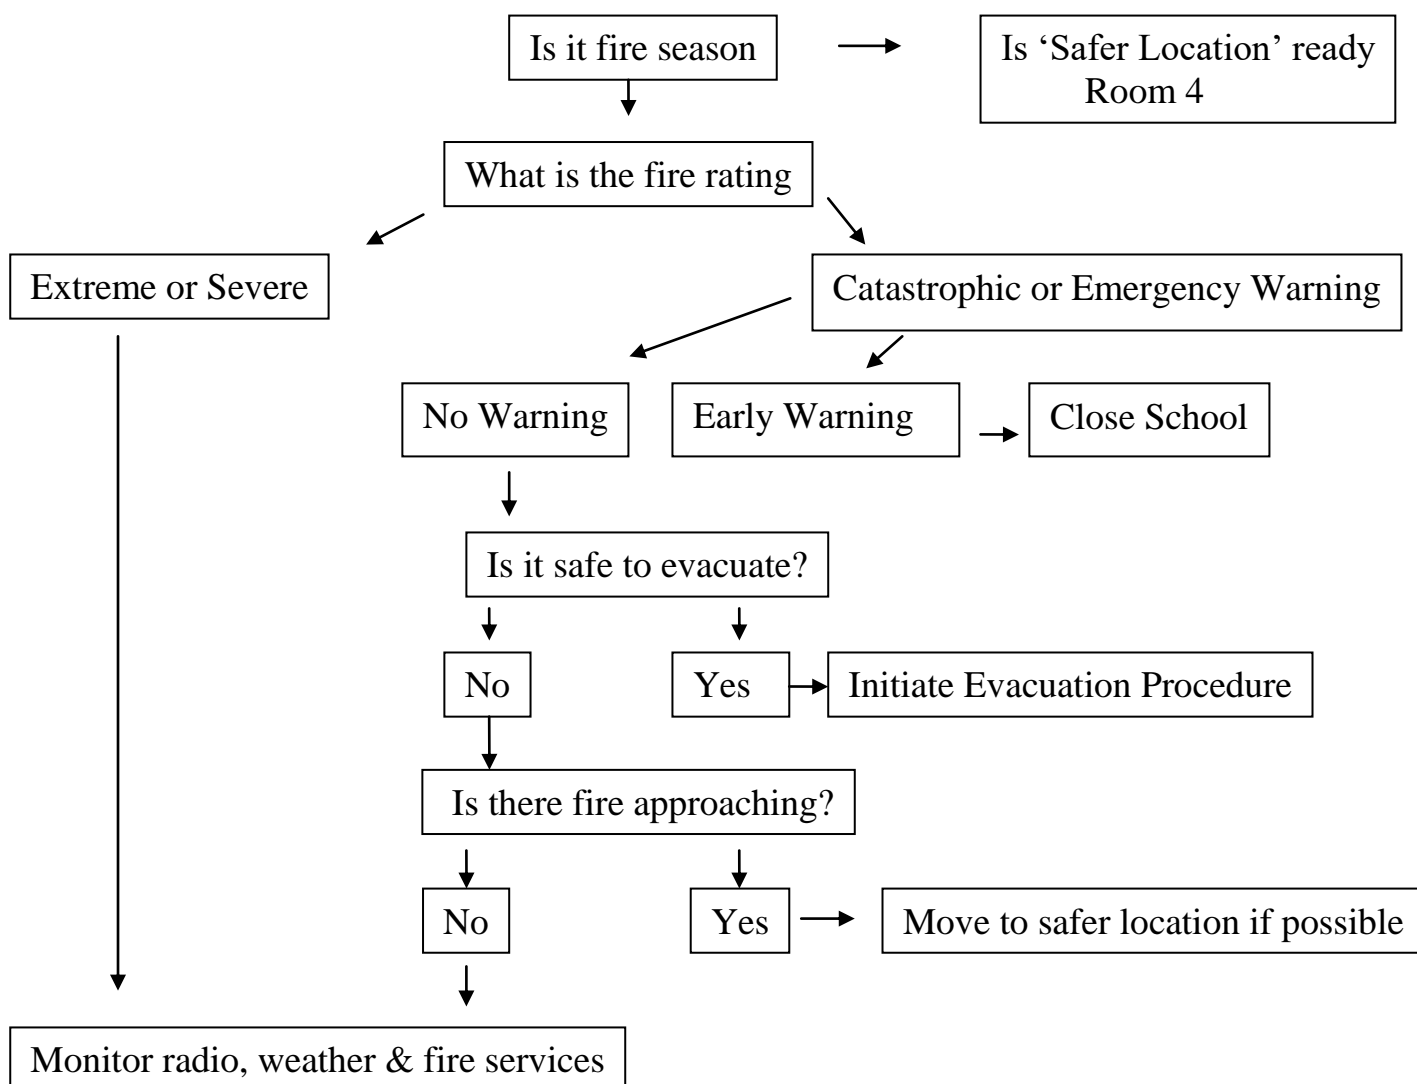 Is it fire season
Is ‘Safer Location’ ready
Room 4
What is the fire rating
Extreme or Severe
Catastrophic or Emergency Warning
No Warning
Early Warning
Close School
Is it safe to evacuate?
No
Yes
Initiate Evacuation Procedure
Is there fire approaching?
No
Yes
Move to safer location if possible
Monitor radio, weather & fire services